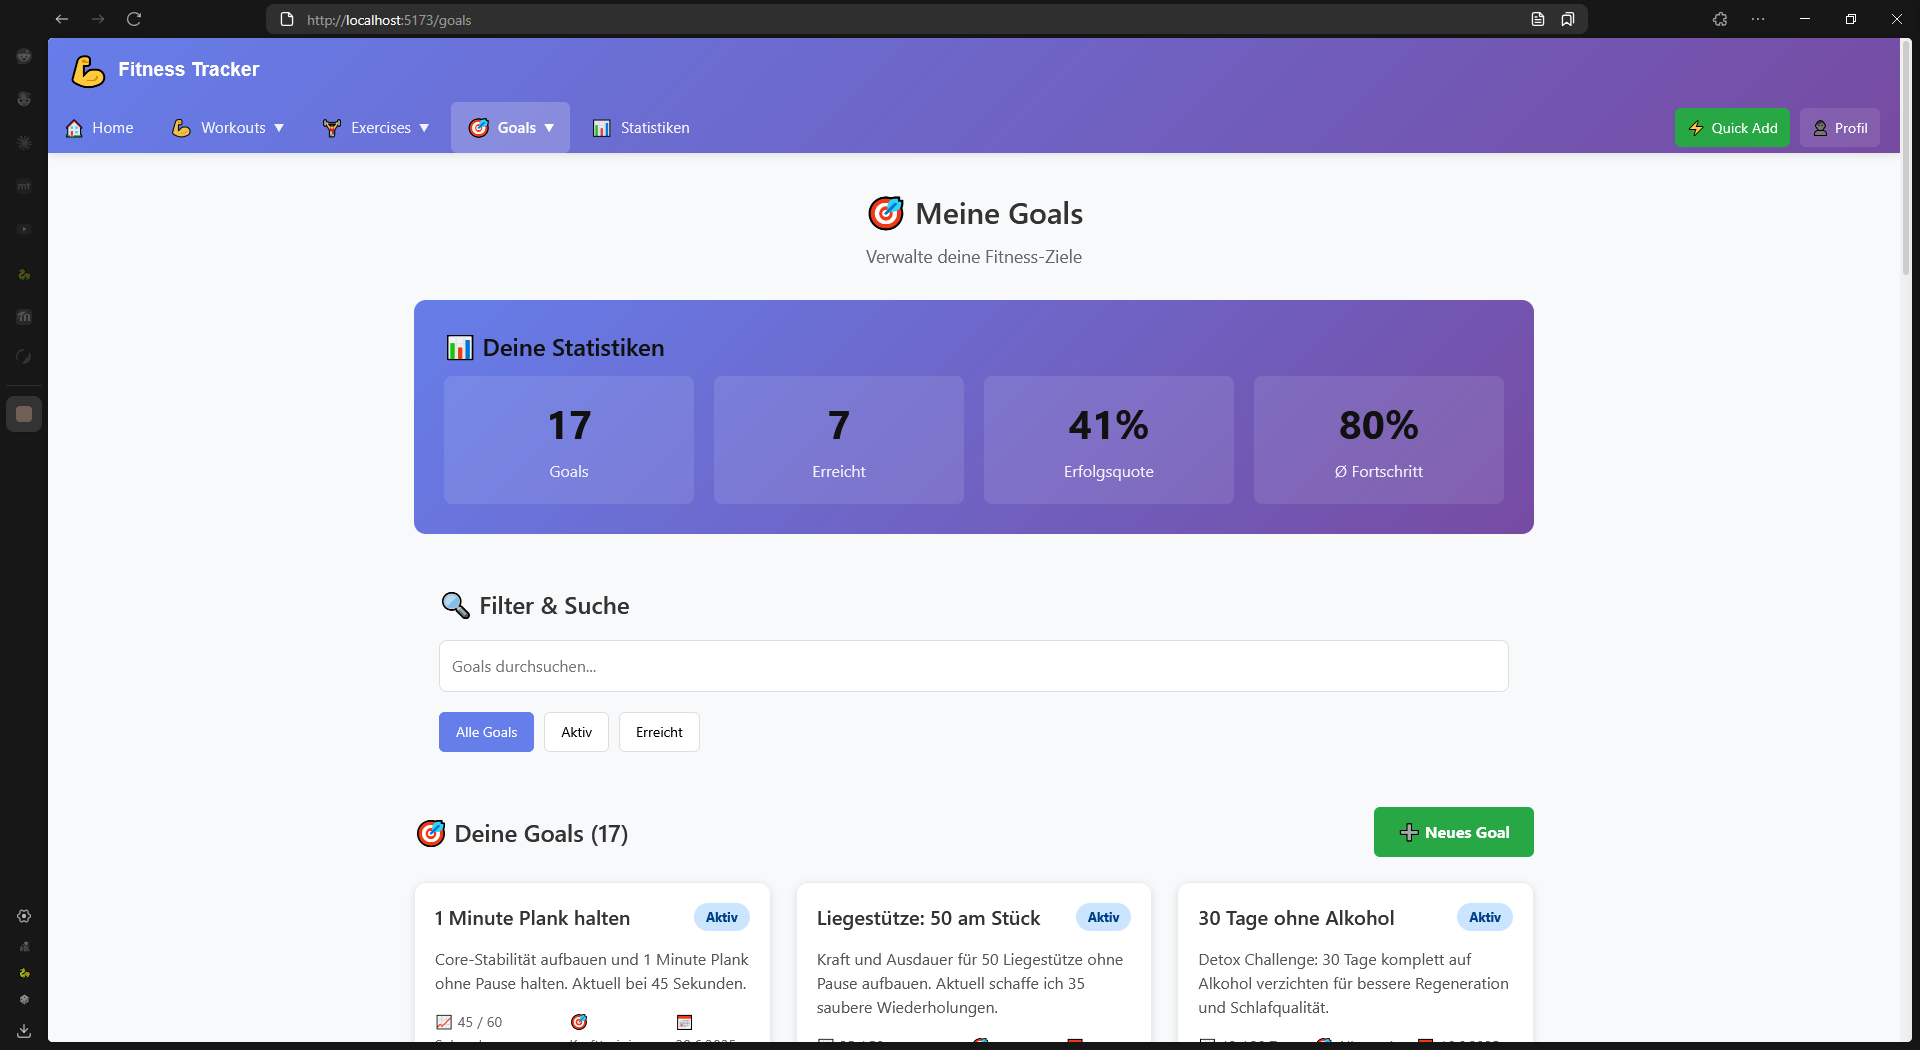 http://localhost:5173/goals
Fitness Tracker
Home Workouts ▼ Exercises ▼ Goals ▼ Statistiken Quick Add Profil
Meine Goals
Verwalte deine Fitness-Ziele
Deine Statistiken
17 7 41% 80%
Goals Erreicht Erfolgsquote Ø Fortschritt
Filter & Suche
Goals durchsuchen...
Alle Goals Aktiv Erreicht
Deine Goals (17) Neues Goal
1 Minute Plank halten Aktiv
Core-Stabilität aufbauen und 1 Minute Plank
ohne Pause halten. Aktuell bei 45 Sekunden.
45 / 60
Liegestütze: 50 am Stück Aktiv
Kraft und Ausdauer für 50 Liegestütze ohne
Pause aufbauen. Aktuell schaffe ich 35
saubere Wiederholungen.
30 Tage ohne Alkohol Aktiv
Detox Challenge: 30 Tage komplett auf
Alkohol verzichten für bessere Regeneration
und Schlafqualität.